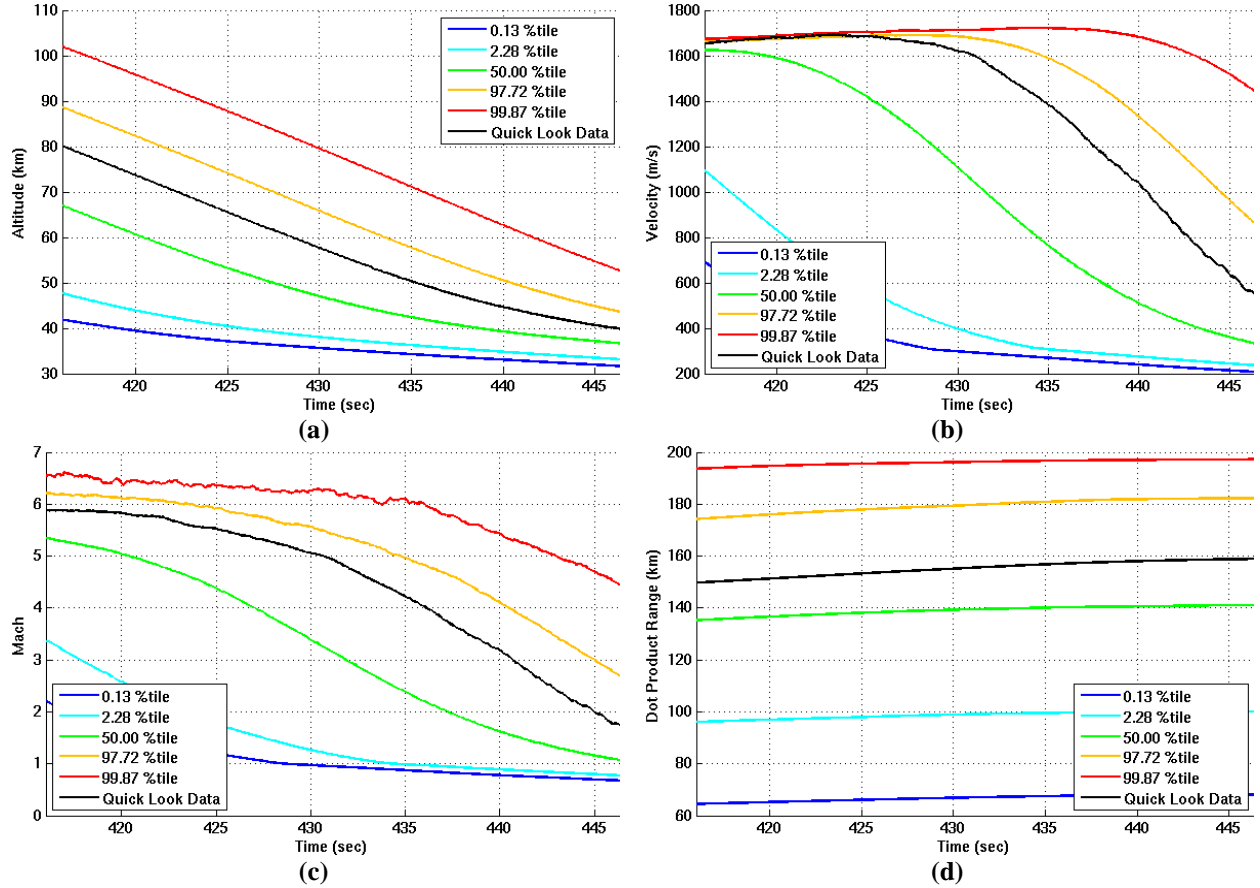 110
100
90
80
70
60
50
40
30
Altitude (km)
420 425 430 435 440 445
Time (sec)
0.13 %tile
2.28 %tile
50.00 %tile
97.72 %tile
99.87 %tile
Quick Look Data
(a)
1800
1600
1400
1200
1000
800
600
400
200
Velocity (m/s)
420 425 430 435 440 445
Time (sec)
0.13 %tile
2.28 %tile
50.00 %tile
97.72 %tile
99.87 %tile
Quick Look Data
(b)
7
6
5
4
3
2
1
0
Mach
420 425 430 435 440 445
Time (sec)
0.13 %tile
2.28 %tile
50.00 %tile
97.72 %tile
99.87 %tile
Quick Look Data
(c)
200
180
160
140
120
100
80
60
Dot Product Range (km)
420 425 430 435 440 445
Time (sec)
0.13 %tile
2.28 %tile
50.00 %tile
97.72 %tile
99.87 %tile
Quick Look Data
(d)